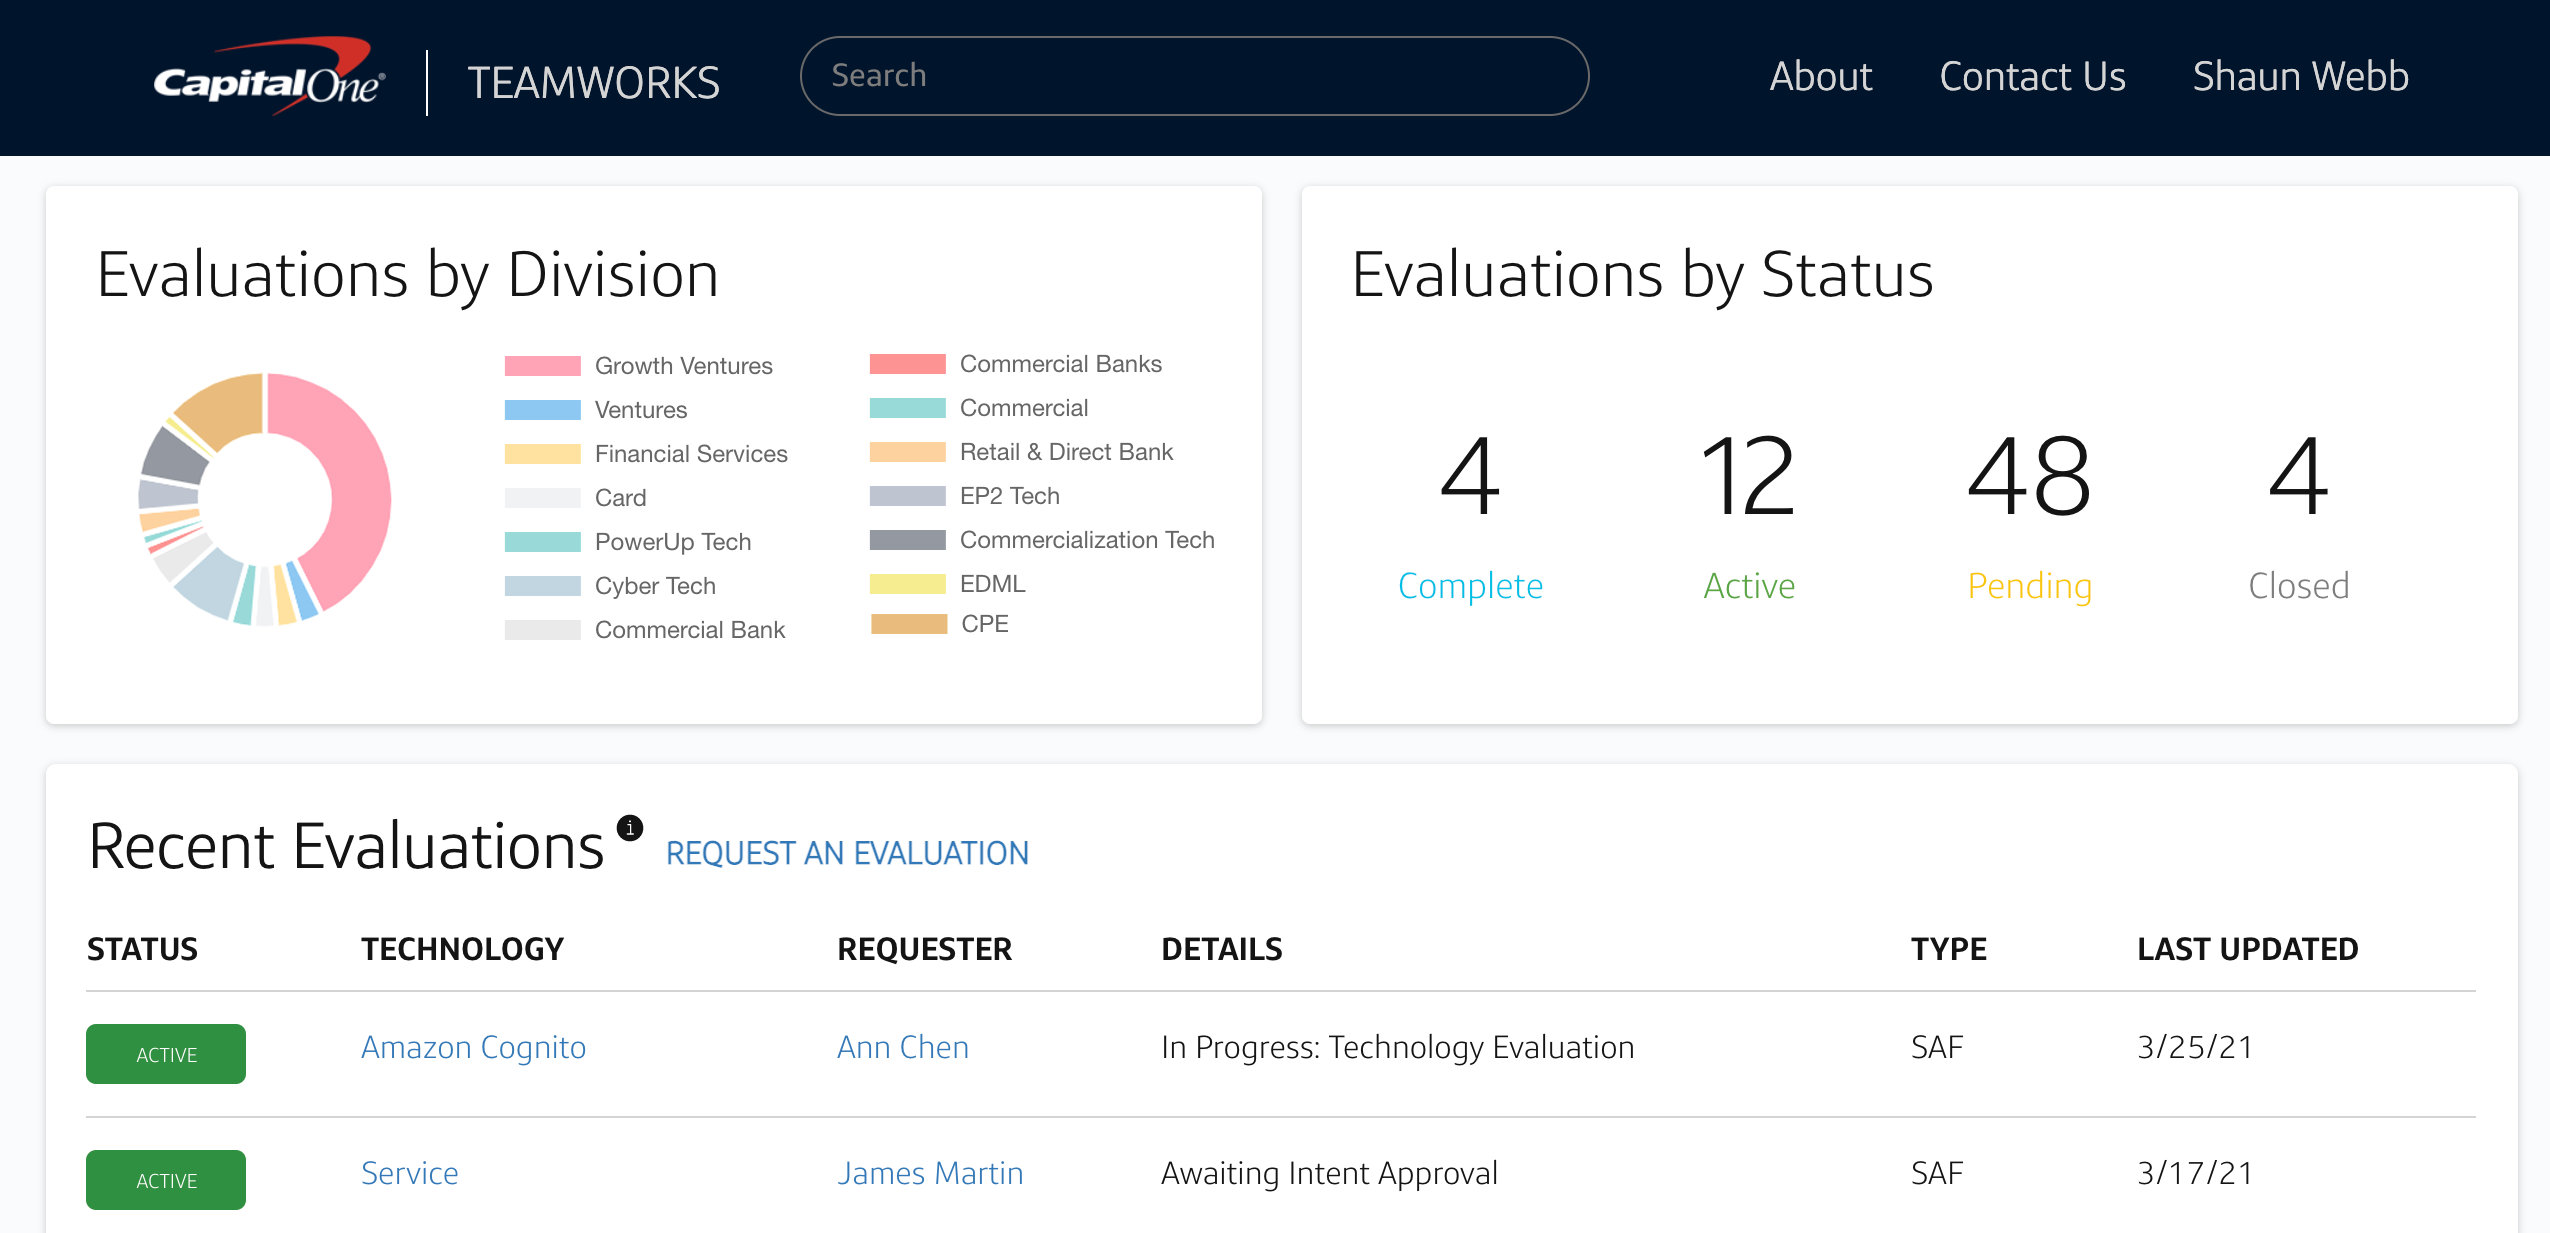 CapitalOne®
TEAMWORKS
Search
About
Contact Us
Shaun Webb
Evaluations by Division
Growth Ventures
Ventures
Financial Services
Card
PowerUp Tech
Cyber Tech
Commercial Bank
Commercial Banks
Commercial
Retail & Direct Bank
EP2 Tech
Commercialization Tech
EDML
CPE
Evaluations by Status
4 12 48 4
Complete Active Pending Closed
Recent Evaluations i REQUEST AN EVALUATION
STATUS TECHNOLOGY REQUESTER DETAILS TYPE LAST UPDATED
ACTIVE Amazon Cognito Ann Chen In Progress: Technology Evaluation SAF 3/25/21
ACTIVE Service James Martin Awaiting Intent Approval SAF 3/17/21